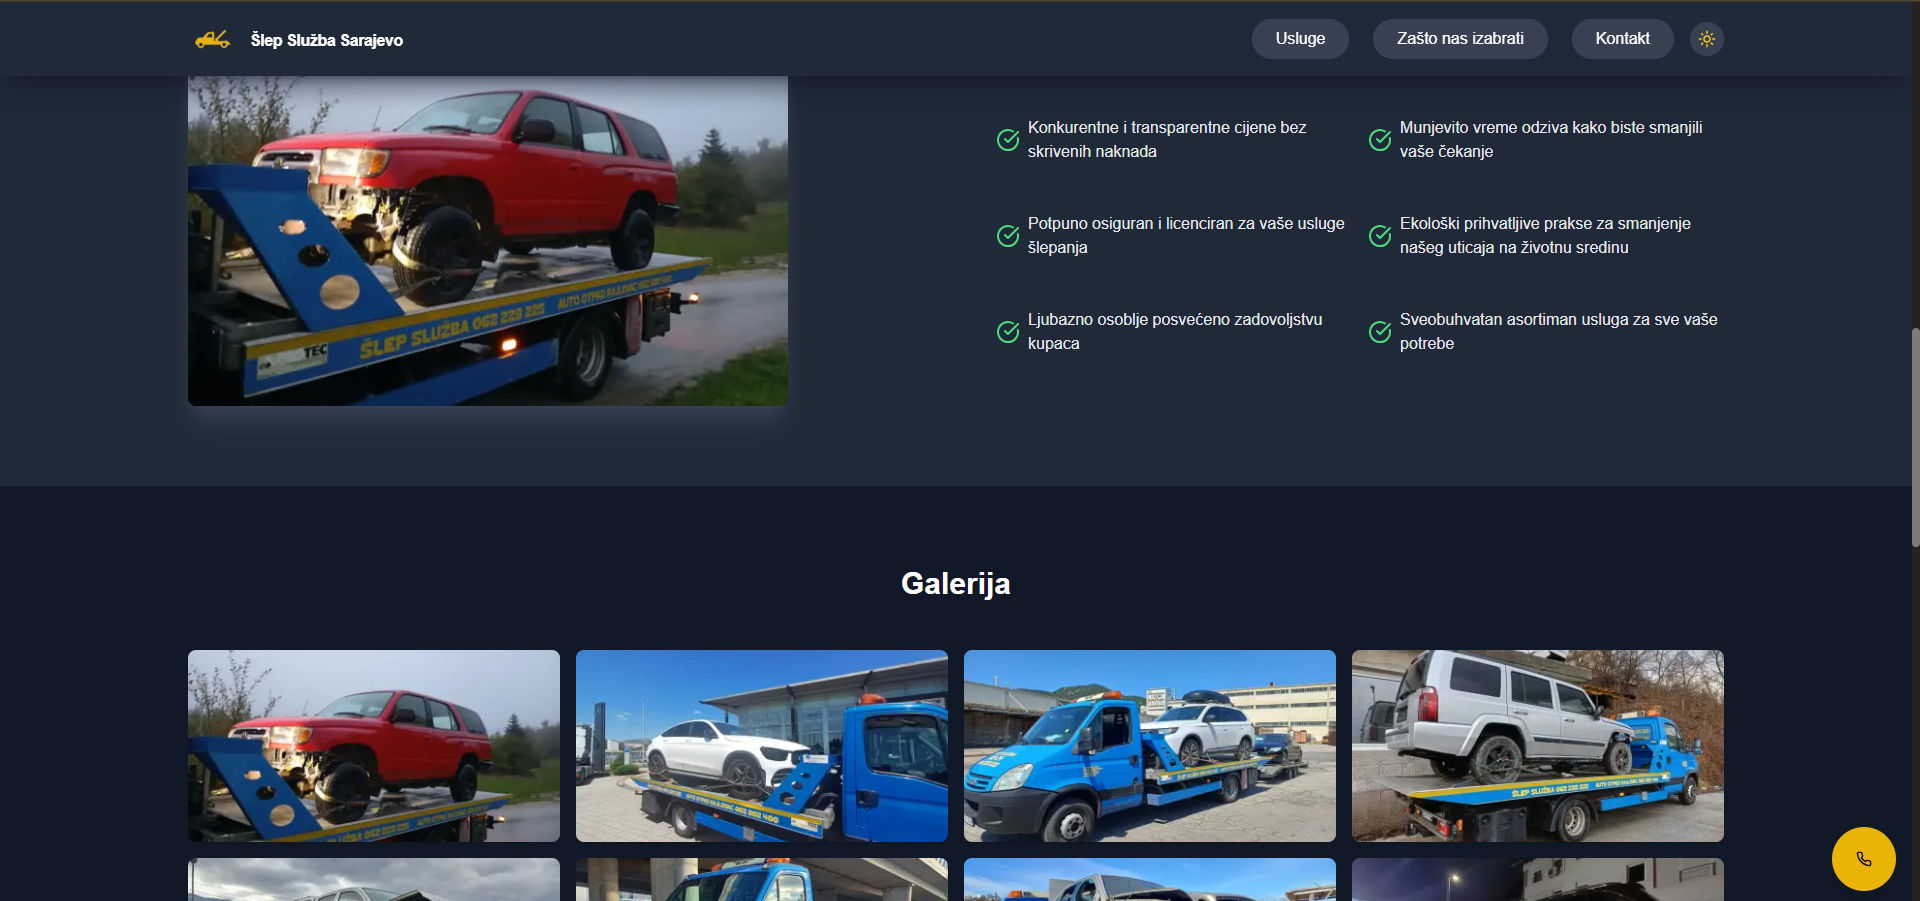 Šlep Služba Sarajevo
Usluge
Zašto nas izabrati
Kontakt
Konkurentne i transparentne cijene bez
skrivenih naknada
Munjevito vreme odziva kako biste smanjili
vaše čekanje
Potpuno osiguran i licenciran za vaše usluge
šlepanja
Ekološki prihvatljive prakse za smanjenje
našeg uticaja na životnu sredinu
Ljubazno osoblje posvećeno zadovoljstvu
kupaca
Sveobuhvatan asortiman usluga za sve vaše
potrebe
TEC
ŠLEP SLUŽBA 062 229 225
AUTO OTPAD RAJLOVAC
Galerija